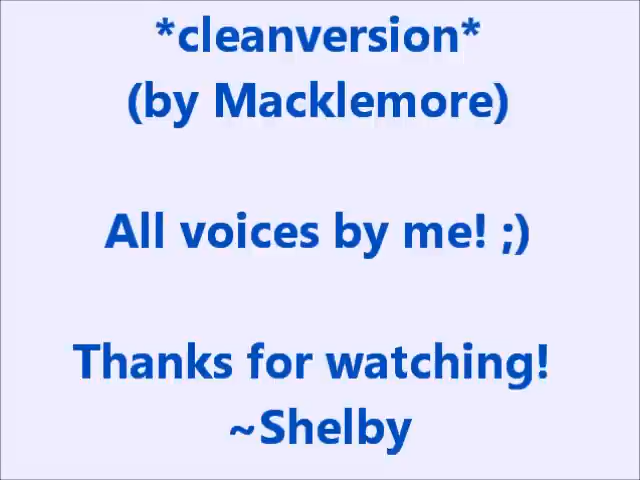 *cleanversion*
(by Macklemore)
All voices by me! ;)
Thanks for watching!
~Shelby